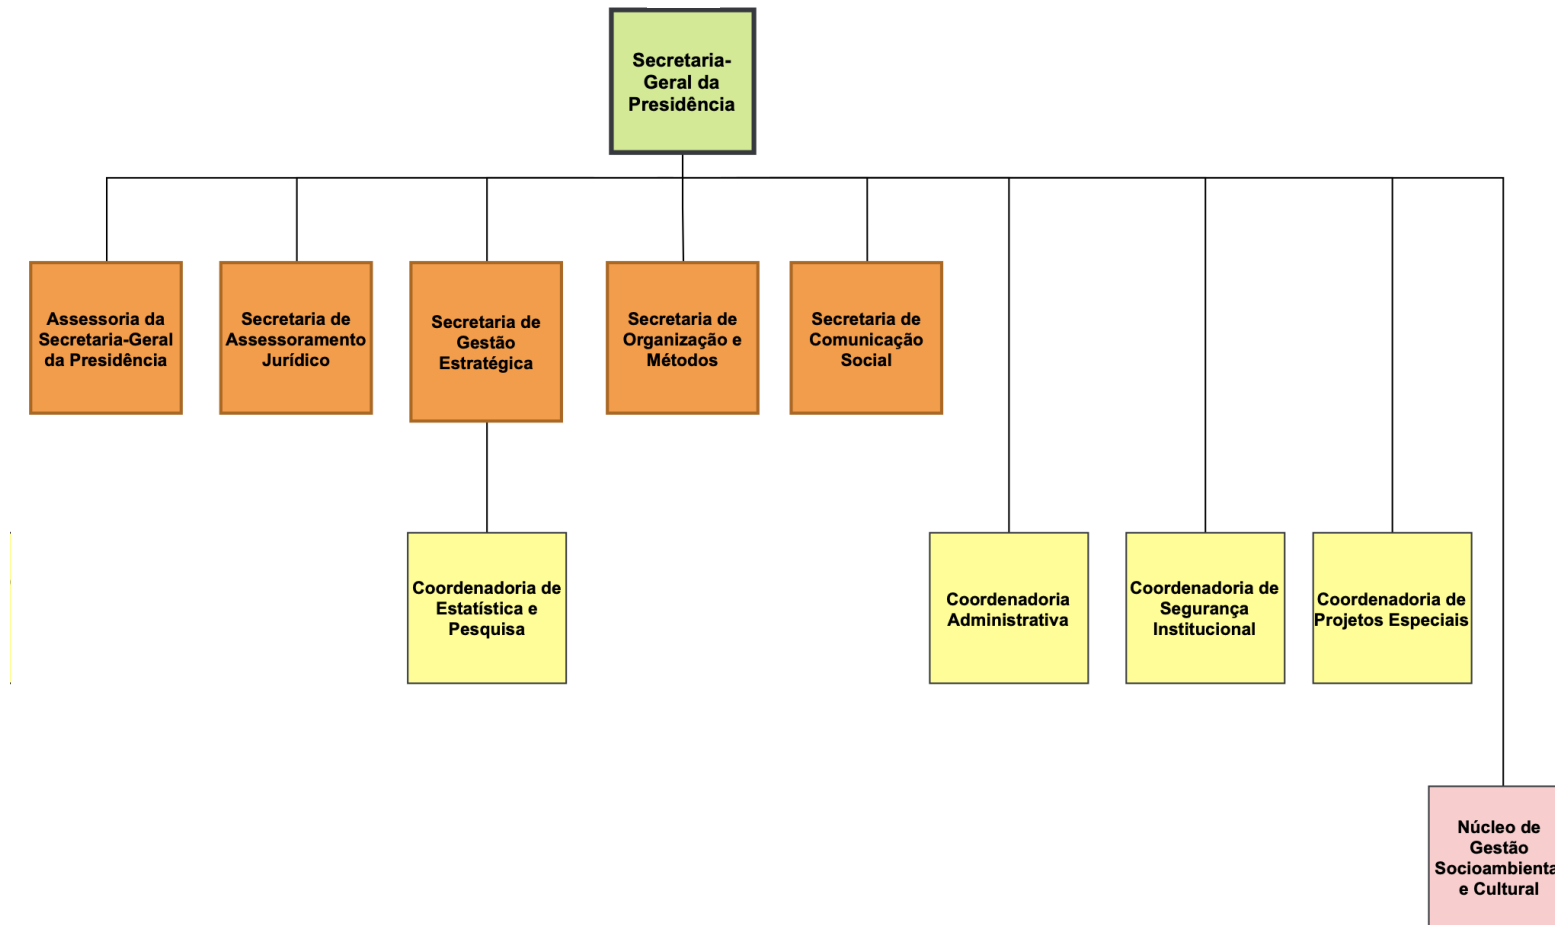 Secretaria-
Geral da
Presidência
Assessoria da
Secretaria-Geral
da Presidência
Secretaria de
Assessoramento
Jurídico
Secretaria de
Gestão
Estratégica
Secretaria de
Organização e
Métodos
Secretaria de
Comunicação
Social
Coordenadoria de
Estatística e
Pesquisa
Coordenadoria
Administrativa
Coordenadoria de
Segurança
Institucional
Coordenadoria de
Projetos Especiais
Núcleo de
Gestão
Socioambienta
e Cultural